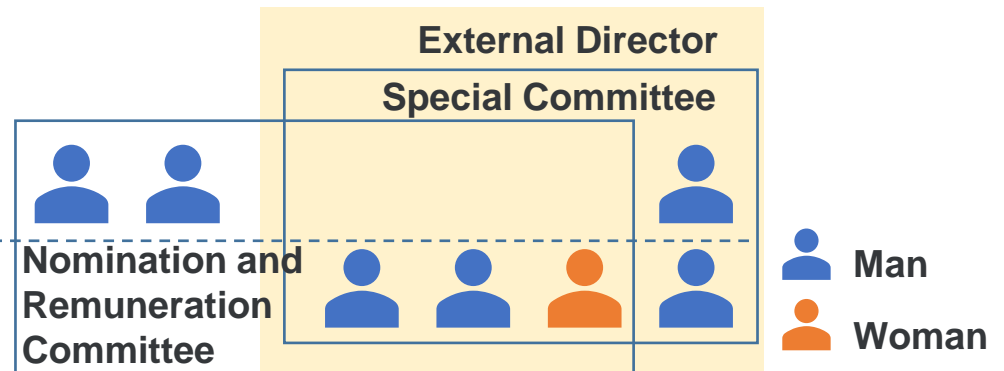 External Director
Special Committee
Nomination and
Remuneration
Committee
Man
Woman